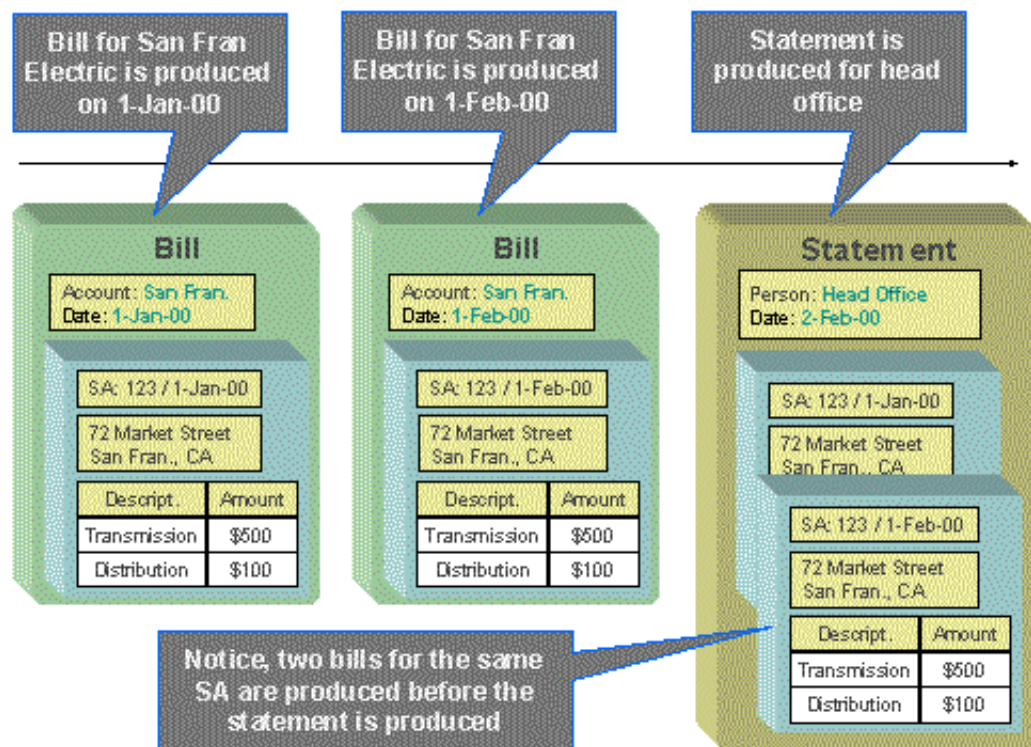 Bill for San Fran
Electric is produced
on 1-Jan-00
Bill for San Fran
Electric is produced
on 1-Feb-00
Statement is
produced for head
office
Bill
Account: San Fran.
Date: 1-Jan-00
SA: 123 / 1-Jan-00
72 Market Street
San Fran., CA
Descript. Amount
Transmission $500
Distribution $100
Bill
Account: San Fran.
Date: 1-Feb-00
SA: 123 / 1-Feb-00
72 Market Street
San Fran., CA
Descript. Amount
Transmission $500
Distribution $100
Statement
Person: Head Office
Date: 2-Feb-00
SA: 123 / 1-Jan-00
72 Market Street
San Fran., CA
SA: 123 / 1-Feb-00
72 Market Street
San Fran., CA
Descript. Amount
Transmission $500
Distribution $100
Notice, two bills for the same
SA are produced before the
statement is produced